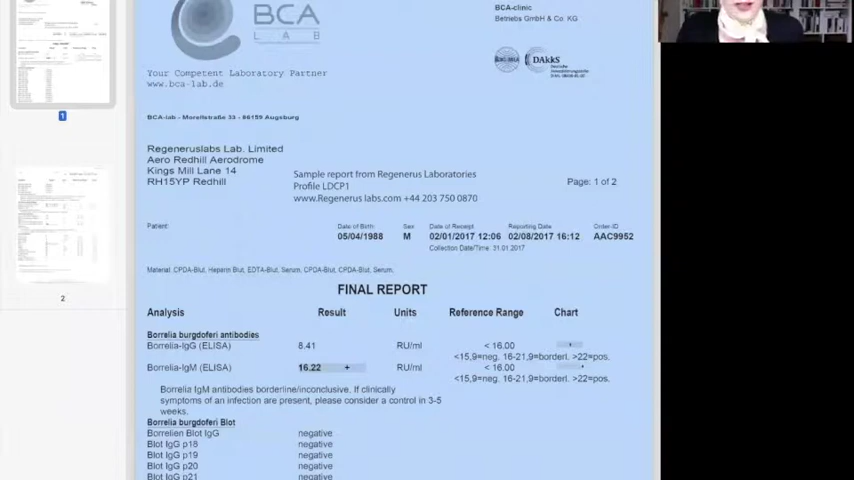 BCA
LAB
Your Competent Laboratory Partner
www.bca-lab.de
BCA-clinic
Betriebs GmbH & Co. KG
DAkkS
BCA-lab - Morellstraße 33 - 86159 Augsburg
Regeneruslabs Lab. Limited
Aero Redhill Aerodrome
Kings Mill Lane 14
RH15YP Redhill
Sample report from Regenerus Laboratories
Profile LDCP1
www.Regenerus labs.com +44 203 750 0870
Page: 1 of 2
Patient: Date of Birth Sex Date of Receipt Reporting Date Order-ID
05/04/1988 M 02/01/2017 12:06 02/08/2017 16:12 AAC9952
Collection Date/Time: 31.01.2017
Material: CPDA-Blut, Heparin Blut, EDTA-Blut, Serum, CPDA-Blut, CPDA-Blut, Serum,
FINAL REPORT
Analysis Result Units Reference Range Chart
Borrelia burgdoferi antibodies
Borrelia-IgG (ELISA) 8.41 RU/ml < 16.00
<15,9=neg. 16-21,9=borderl. >22=pos.
Borrelia-IgM (ELISA) 16.22 + RU/ml < 16.00
<15,9=neg. 16-21,9=borderl. >22=pos.
Borrelia IgM antibodies borderline/inconclusive. If clinically
symptoms of an infection are present, please consider a control in 3-5
weeks.
Borrelia burgdoferi Blot
Borrelien Blot IgG negative
Blot IgG p18 negative
Blot IgG p19 negative
Blot IgG p20 negative
Blot IgG p21 negative
1
2